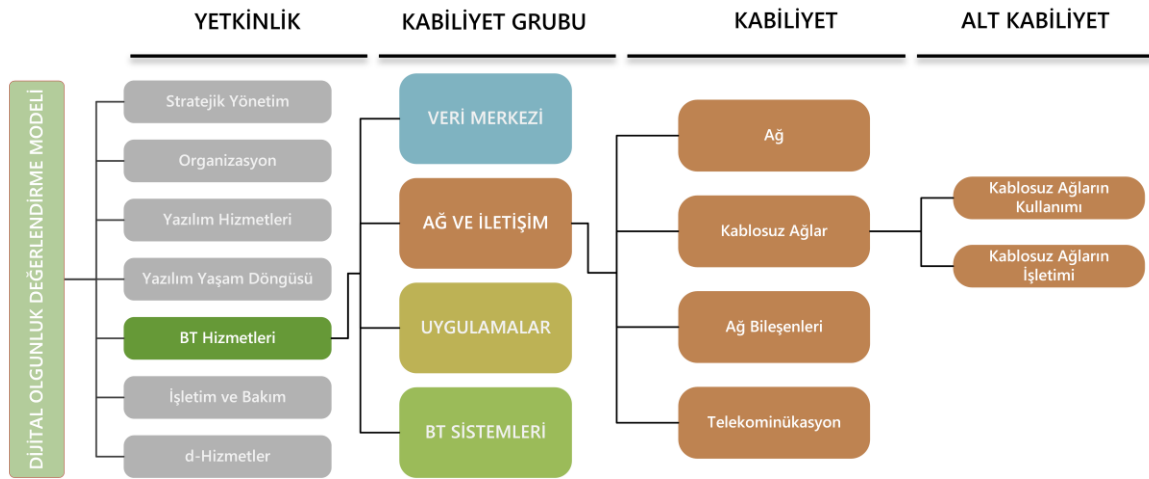 YETKİNLİK
KABİLİYET GRUBU
KABİLİYET
ALT KABİLİYET
DİJİTAL OLGUNLUK DEĞERLENDİRME MODELİ
Stratejik Yönetim
Organizasyon
Yazılım Hizmetleri
Yazılım Yaşam Döngüsü
BT Hizmetleri
İşletim ve Bakım
d-Hizmetler
VERİ MERKEZİ
AĞ VE İLETİŞİM
UYGULAMALAR
BT SİSTEMLERİ
Ağ
Kablosuz Ağlar
Ağ Bileşenleri
Telekominükasyon
Kablosuz Ağların
Kullanımı
Kablosuz Ağların
İşletimi